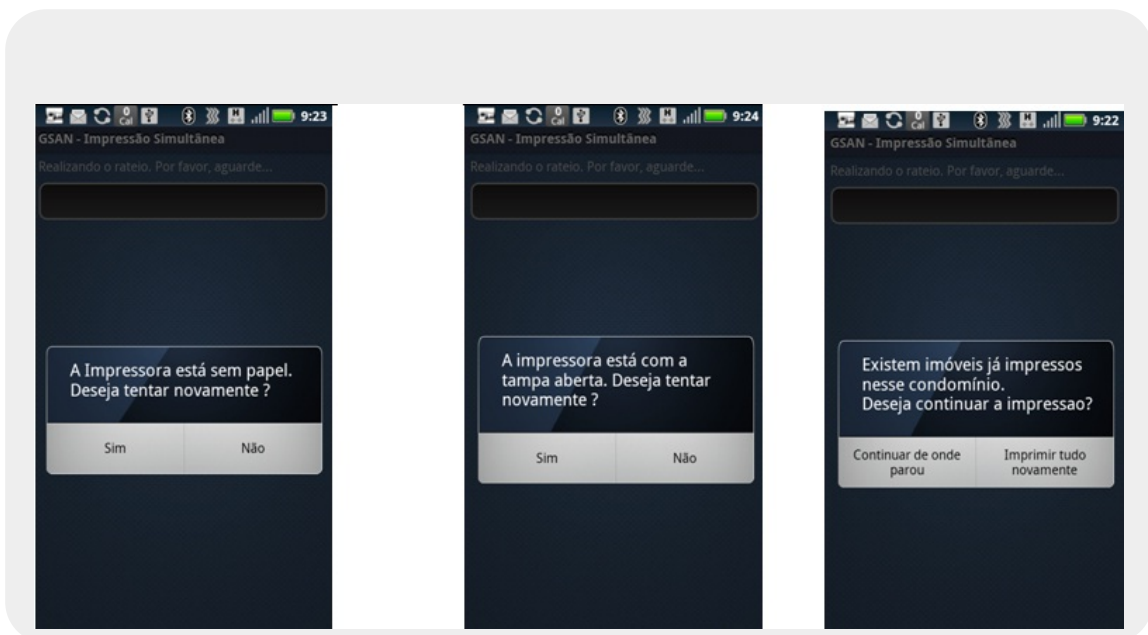 9:23
GSAN - Impressão Simultânea
Realizando o rateio. Por favor, aguarde...
A Impressora está sem papel.
Deseja tentar novamente ?
Sim Não
9:24
GSAN - Impressão Simultânea
Realizando o rateio. Por favor, aguarde...
A impressora está com a
tampa aberta. Deseja tentar
novamente ?
Sim Não
9:22
GSAN - Impressão Simultânea
Realizando o rateio. Por favor, aguarde...
Existem imóveis já impressos
nesse condomínio.
Deseja continuar a impressao?
Continuar de onde
parou
Imprimir tudo
novamente